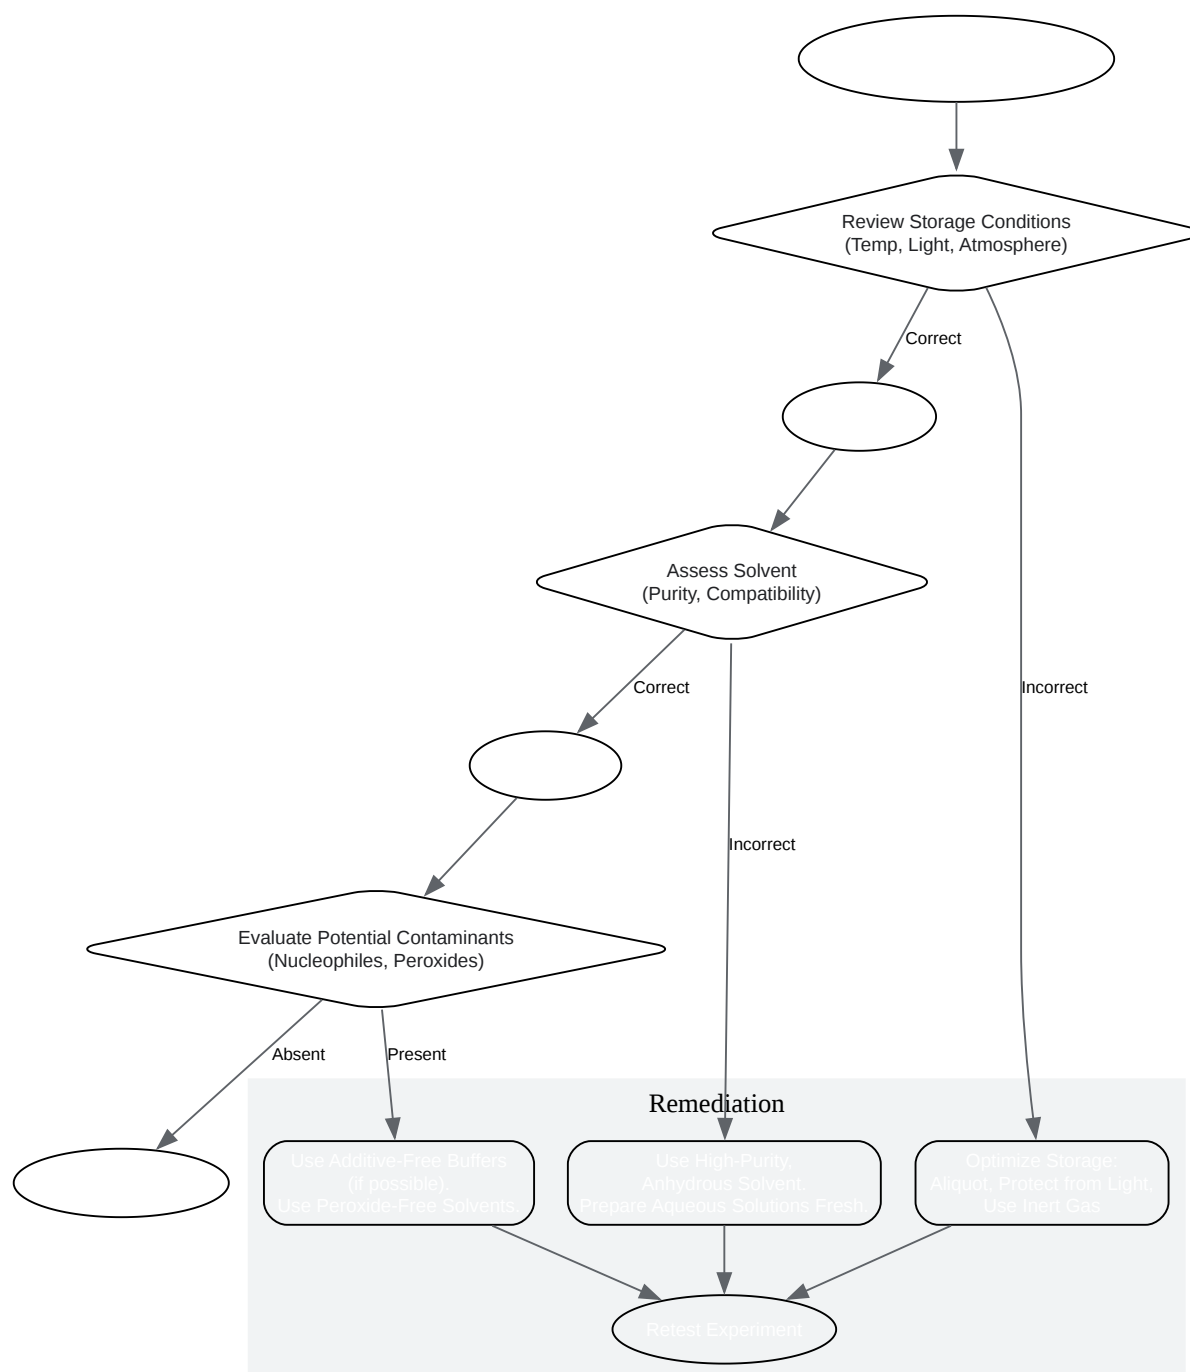 Review Storage Conditions
(Temp, Light, Atmosphere)
Correct
Assess Solvent
(Purity, Compatibility)
Correct
Incorrect
Incorrect
Evaluate Potential Contaminants
(Nucleophiles, Peroxides)
Absent
Present
Remediation
Use Additive-Free Buffers
(if possible).
Use Peroxide-Free Solvents.
Use High-Purity,
Anhydrous Solvent.
Prepare Aqueous Solutions Fresh.
Optimize Storage:
Aliquot, Protect from Light,
Use Inert Gas
Retest Experiment